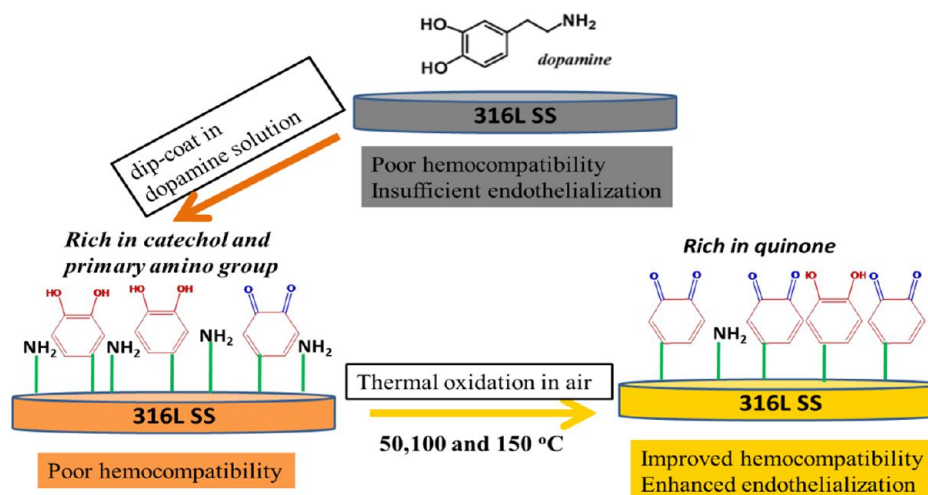 HO
NH₂
HO
dopamine
316L SS
dip-coat in
dopamine solution
Poor hemocompatibility
Insufficient endothelialization
Rich in catechol and
primary amino group
Rich in quinone
HO OH HO OH O O
NH₂ NH₂ NH₂ NH₂
316L SS
Poor hemocompatibility
Thermal oxidation in air
50,100 and 150 °C
O O O O HO OH O O
NH₂
316L SS
Improved hemocompatibility
Enhanced endothelialization